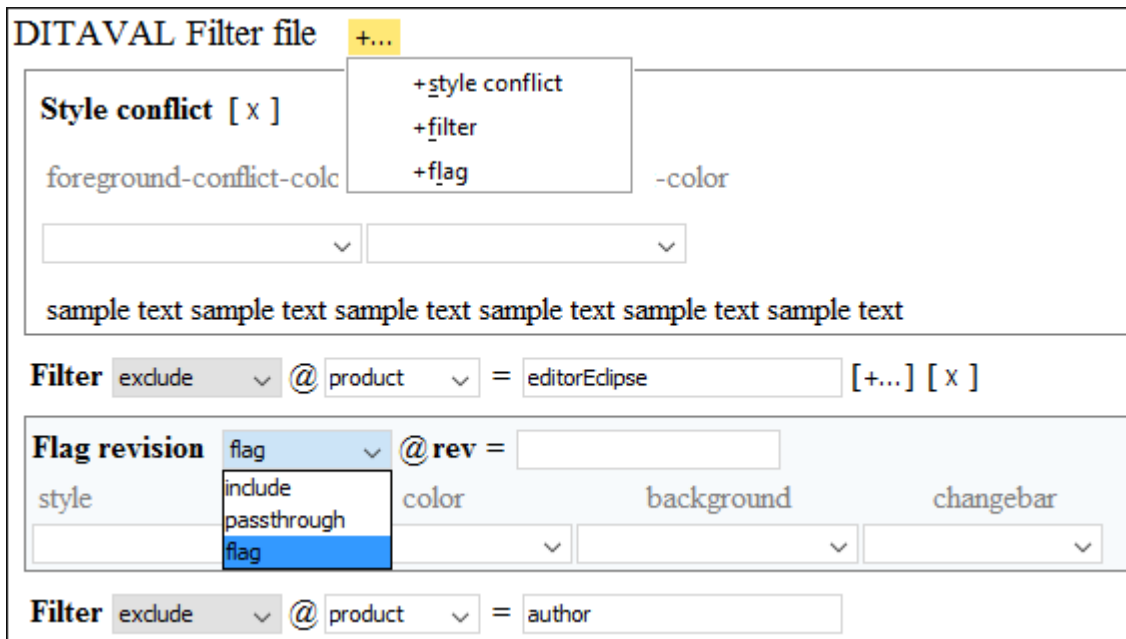 DITAVAL Filter file +...
+style conflict
+filter
+flag
Style conflict [ x ]
foreground-conflict-colo -color
sample text sample text sample text sample text sample text sample text
Filter exclude @ product = editorEclipse [+...] [ x ]
Flag revision flag @ rev =
include
passthrough
flag
style color background changebar
Filter exclude @ product = author